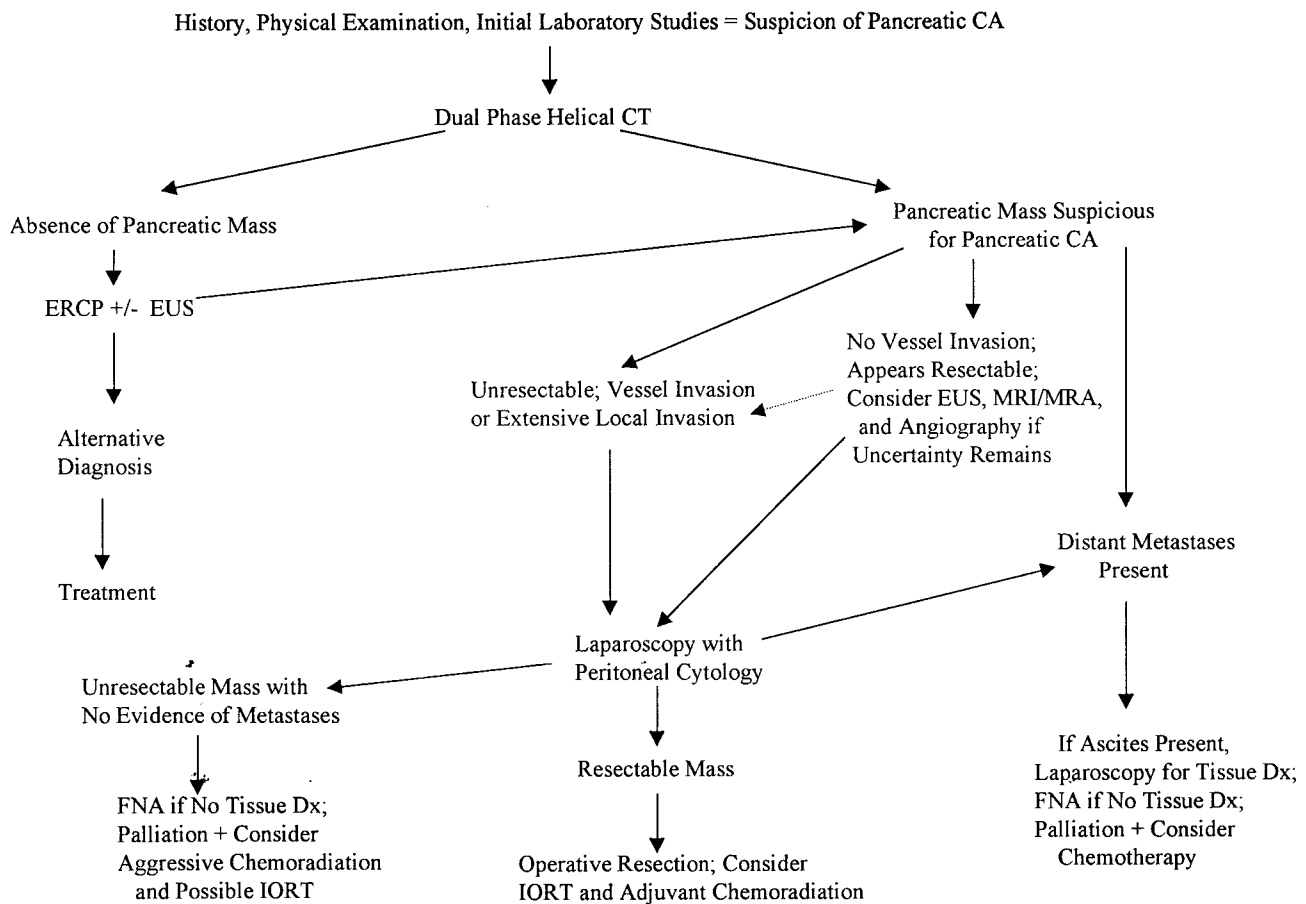 History, Physical Examination, Initial Laboratory Studies = Suspicion of Pancreatic CA
Dual Phase Helical CT
Absence of Pancreatic Mass
Pancreatic Mass Suspicious
for Pancreatic CA
ERCP +/- EUS
No Vessel Invasion;
Appears Resectable;
Consider EUS, MRI/MRA,
and Angiography if
Uncertainty Remains
Unresectable; Vessel Invasion
or Extensive Local Invasion
Alternative
Diagnosis
Distant Metastases
Present
Treatment
Laparoscopy with
Peritoneal Cytology
Unresectable Mass with
No Evidence of Metastases
Resectable Mass
If Ascites Present,
Laparoscopy for Tissue Dx;
FNA if No Tissue Dx;
Palliation + Consider
Chemotherapy
FNA if No Tissue Dx;
Palliation + Consider
Aggressive Chemoradiation
and Possible IORT
Operative Resection; Consider
IORT and Adjuvant Chemoradiation